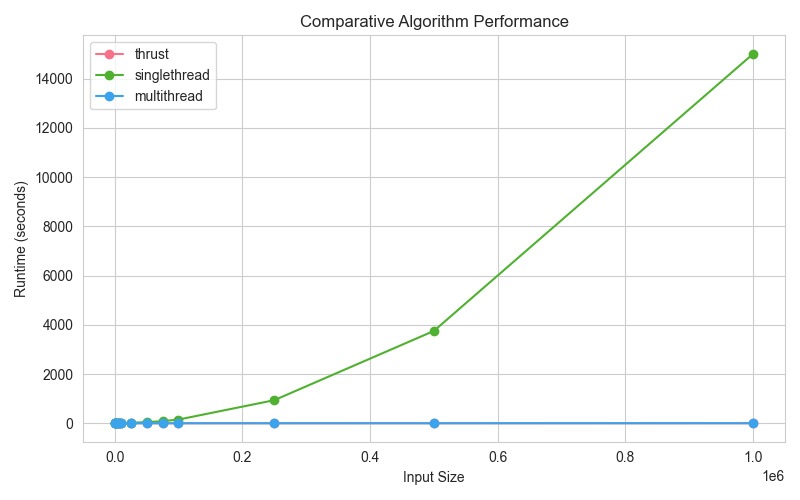 Comparative Algorithm Performance
thrust
singlethread
multithread
14000
12000
10000
8000
6000
4000
2000
0
Runtime (seconds)
0.0 0.2 0.4 0.6 0.8 1.0
1e6
Input Size